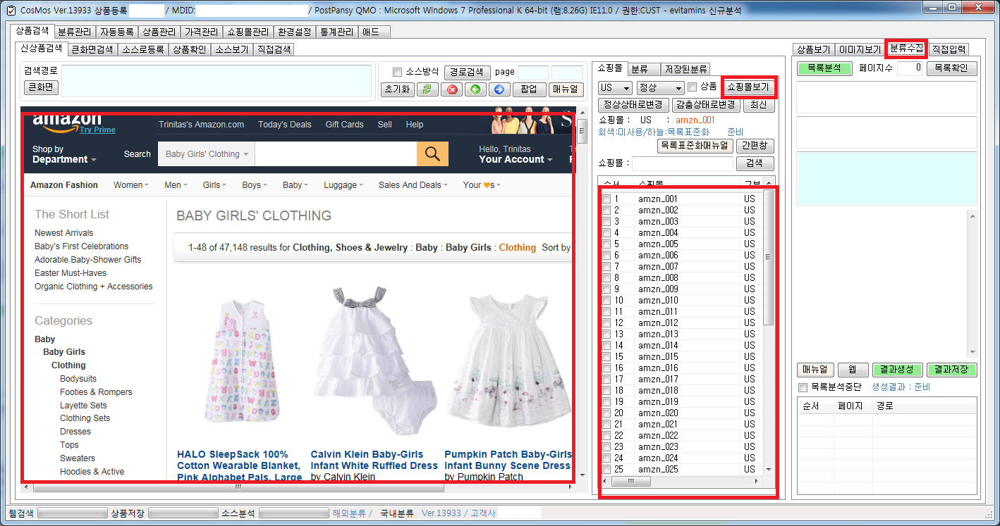 CosMos Ver.13933 상품등록 / MDID: / PostPansy QMO : Microsoft Windows 7 Professional K 64-bit (램:8.26G) IE11.0 / 권한:CUST - evitamins 신규분석
상품검색 분류관리 자동등록 상품관리 가격관리 쇼핑몰관리 환경설정 통계관리 애드
신상품검색 큰화면검색 소스로등록 상품확인 소스보기 직접검색
검색경로
큰화면
소스방식 경로검색 page
초기화 팝업 매뉴얼
amazon
Try Prime
Trinitas's Amazon.com Today's Deals Gift Cards Sell Help
S
Shop by
Department
Search Baby Girls' Clothing
Hello, Trinitas
Your Account
Amazon Fashion Women Men Girls Boys Baby Luggage Sales And Deals Your s
The Short List
Newest Arrivals
Baby's First Celebrations
Adorable Baby-Shower Gifts
Easter Must-Haves
Organic Clothing + Accessories
Categories
Baby
Baby Girls
Clothing
Bodysuits
Footies & Rompers
Layette Sets
Clothing Sets
Dresses
Tops
Sweaters
Hoodies & Active
BABY GIRLS' CLOTHING
1-48 of 47,148 results for Clothing, Shoes & Jewelry : Baby : Baby Girls : Clothing Sort by
HALO SleepSack 100%
Cotton Wearable Blanket,
Pink Alphabet Pals, Large
Calvin Klein Baby-Girls
Infant White Ruffled Dress
by Calvin Klein
Pumpkin Patch Baby-Girls
Infant Bunny Scene Dress
by Pumpkin Patch
쇼핑몰 분류 저장된분류
US 정상 상품 쇼핑몰보기
정상상태로변경 감춤상태로변경 최신
쇼핑몰 : US : amzn_001
회색:미사용/하늘:목록표준화 준비
목록표준화매뉴얼 간편창
쇼핑몰 : 검색
순서 쇼핑몰 구분
1 amzn_001 US
2 amzn_002 US
3 amzn_003 US
4 amzn_004 US
5 amzn_005 US
6 amzn_006 US
7 amzn_007 US
8 amzn_008 US
9 amzn_009 US
10 amzn_010 US
11 amzn_011 US
12 amzn_012 US
13 amzn_013 US
14 amzn_014 US
15 amzn_015 US
16 amzn_016 US
17 amzn_017 US
18 amzn_018 US
19 amzn_019 US
20 amzn_020 US
21 amzn_021 US
22 amzn_022 US
23 amzn_023 US
24 amzn_024 US
25 amzn_025 US
상품보기 이미지보기 분류수집 직접입력
목록분석 페이지수 0 목록확인
매뉴얼 웹 결과생성 결과저장
목록분석중단 생성결과 : 준비
순서 페이지 경로
웹검색 상품저장 소스분석 해외분류 / 국내분류 Ver.13933 / 고객사